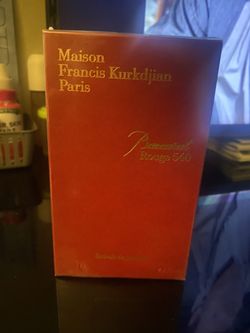 Maison
Francis Kurkdjian
Paris
Baccarat
Rouge 540